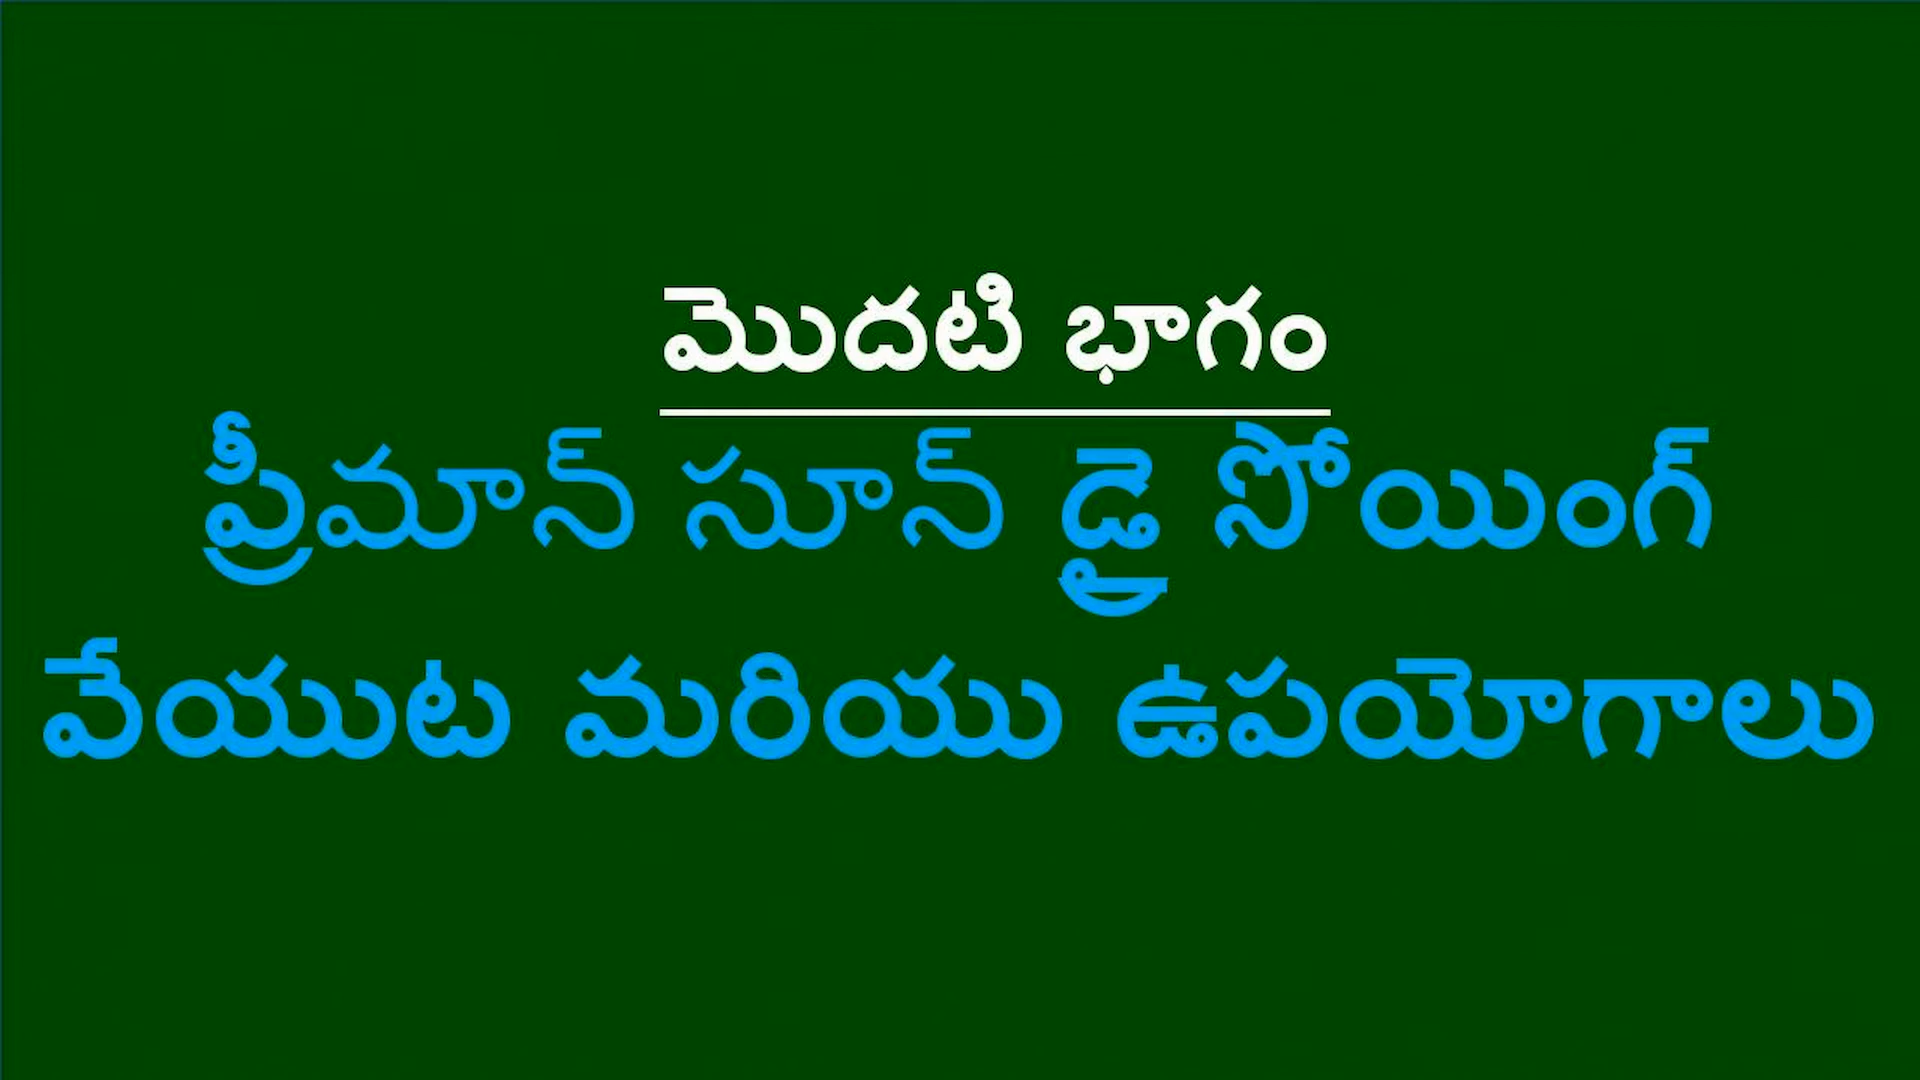 మొదటి భాగం
ప్రీమాన్ సూన్ డ్రై సోయింగ్
వేయుట మరియు ఉపయోగాలు